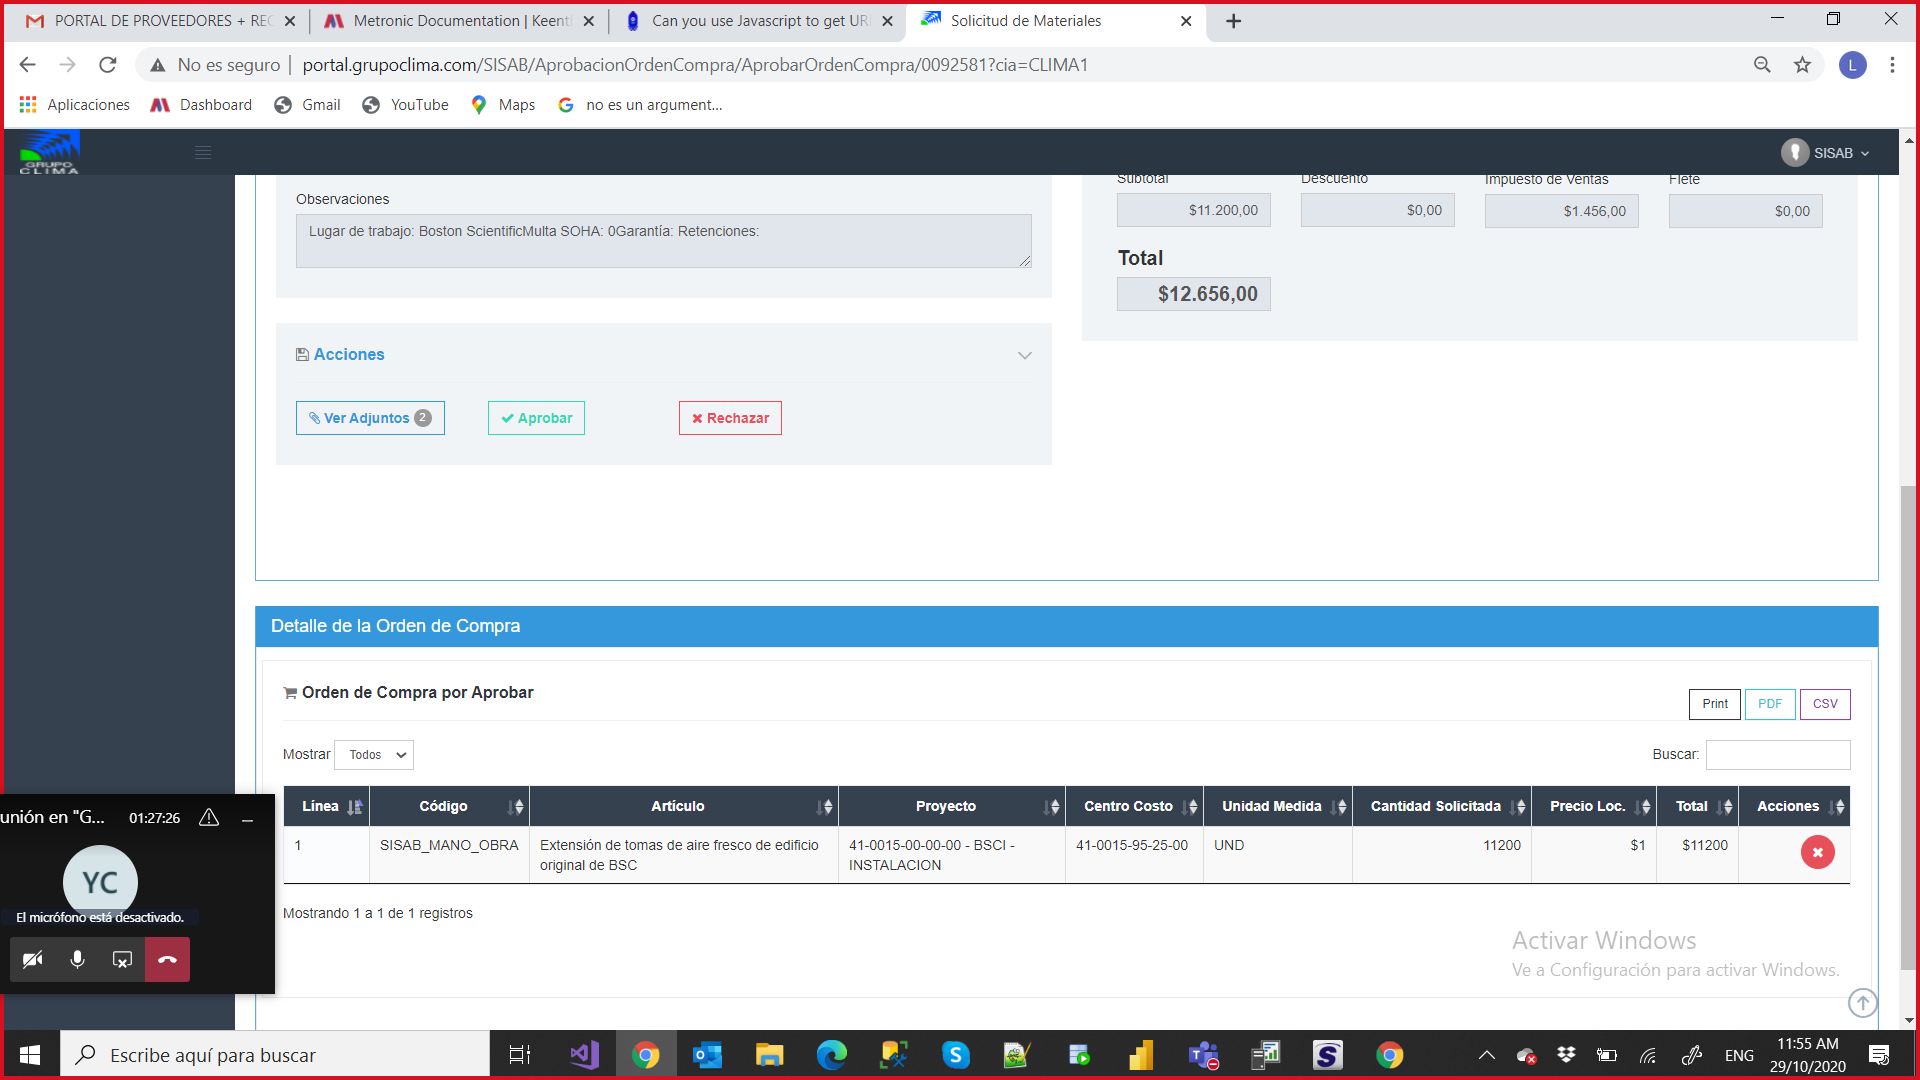 PORTAL DE PROVEEDORES + REC
Metronic Documentation | Keent
Can you use Javascript to get UR
Solicitud de Materiales
No es seguro
portal.grupoclima.com/SISAB/AprobacionOrdenCompra/AprobarOrdenCompra/0092581?cia=CLIMA1
L
Aplicaciones
Dashboard
Gmail
YouTube
Maps
no es un argument...
GRUPO
CLIMA
SISAB
Observaciones
Lugar de trabajo: Boston ScientificMulta SOHA: 0Garantía: Retenciones:
Subtotal Descuento Impuesto de Ventas Flete
$11.200,00 $0,00 $1.456,00 $0,00
Total
$12.656,00
Acciones
Ver Adjuntos 2 Aprobar Rechazar
Detalle de la Orden de Compra
Orden de Compra por Aprobar
Print PDF CSV
Mostrar Todos
Buscar:
Línea Código Artículo Proyecto Centro Costo Unidad Medida Cantidad Solicitada Precio Loc. Total Acciones
1 SISAB_MANO_OBRA Extensión de tomas de aire fresco de edificio 41-0015-00-00-00 - BSCI - 41-0015-95-25-00 UND 11200 $1 $11200
original de BSC INSTALACION
Mostrando 1 a 1 de 1 registros
unión en "G... 01:27:26
YC
El micrófono está desactivado.
Activar Windows
Ve a Configuración para activar Windows.
Escribe aquí para buscar
ENG
11:55 AM
29/10/2020